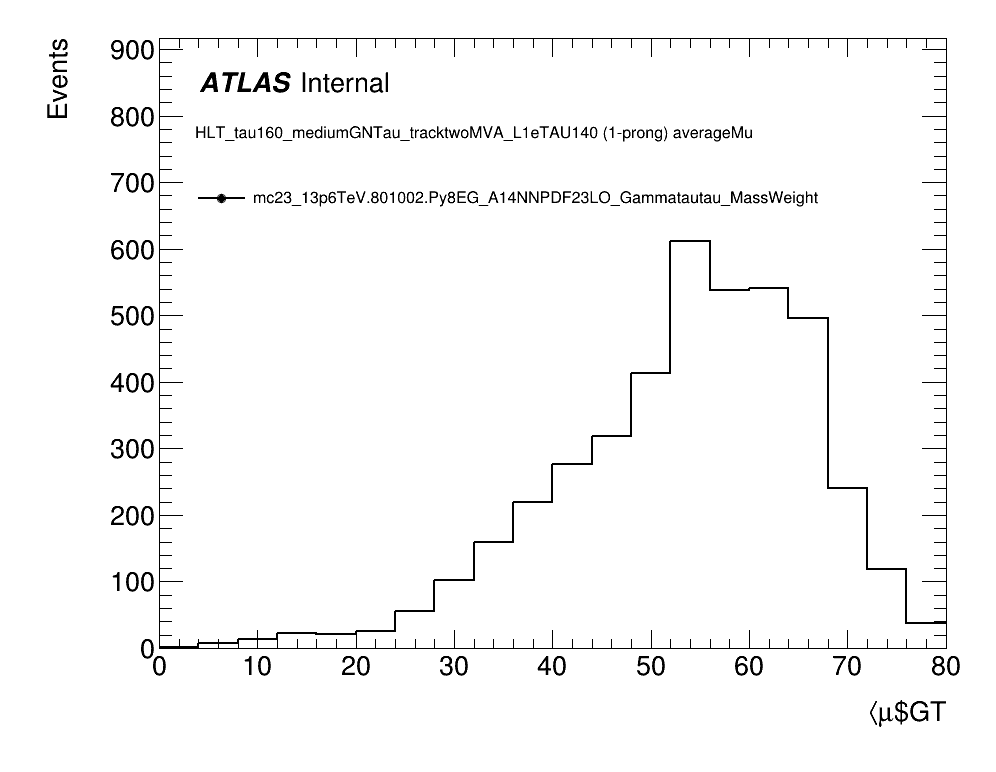 Events
900
800
700
600
500
400
300
200
100
0
ATLAS Internal
HLT_tau160_mediumGNTau_tracktwoMVA_L1eTAU140 (1-prong) averageMu
mc23_13p6TeV.801002.Py8EG_A14NNPDF23LO_Gammatautau_MassWeight
0 10 20 30 40 50 60 70 80
⟨μ$GT